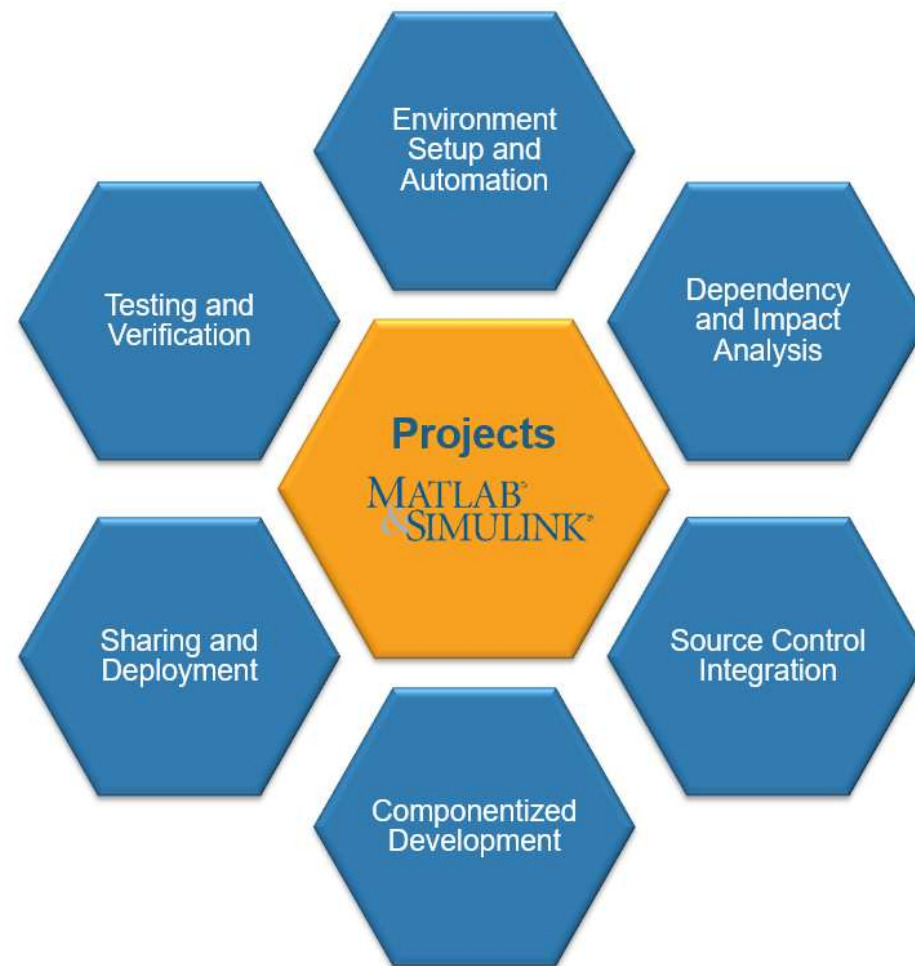 Environment
Setup and
Automation
Testing and
Verification
Dependency
and Impact
Analysis
Projects
MATLAB®
&SIMULINK®
Sharing and
Deployment
Source Control
Integration
Componentized
Development